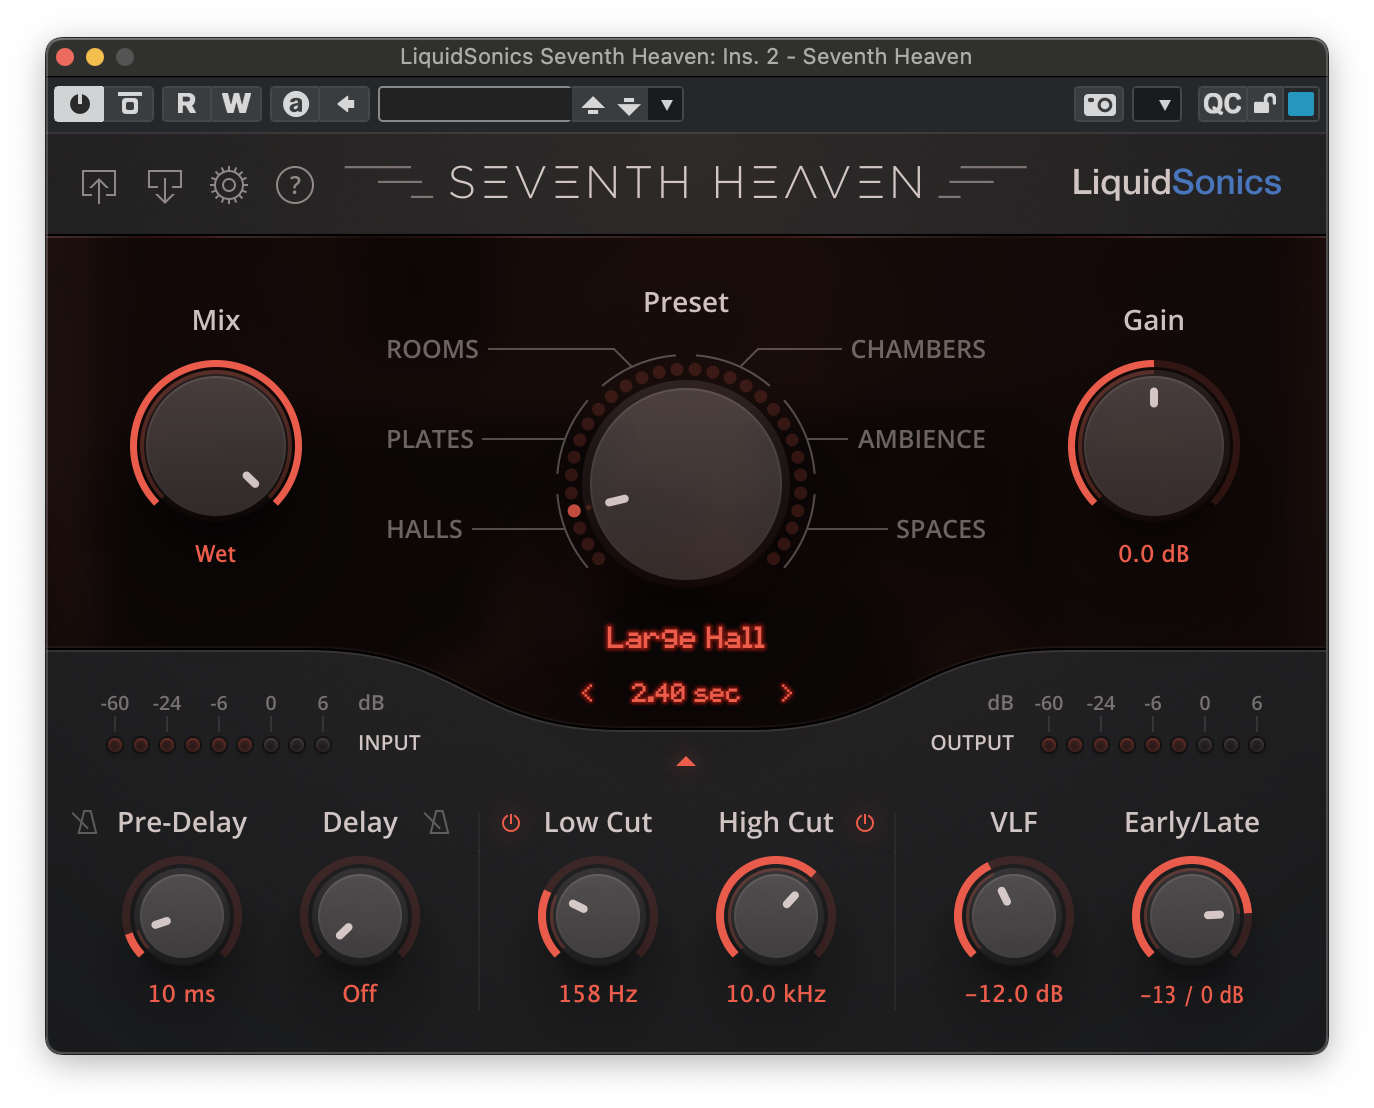 LiquidSonics Seventh Heaven: Ins. 2 - Seventh Heaven
R W a QC
? SEVENTH HEAVEN LiquidSonics
Mix
Preset
Gain
ROOMS
CHAMBERS
PLATES
AMBIENCE
HALLS
SPACES
Wet
0.0 dB
Large Hall
< 2.40 sec >
-60 -24 -6 0 6 dB
INPUT
dB -60 -24 -6 0 6
OUTPUT
Pre-Delay
Delay
Low Cut
High Cut
VLF
Early/Late
10 ms
Off
158 Hz
10.0 kHz
−12.0 dB
−13 / 0 dB